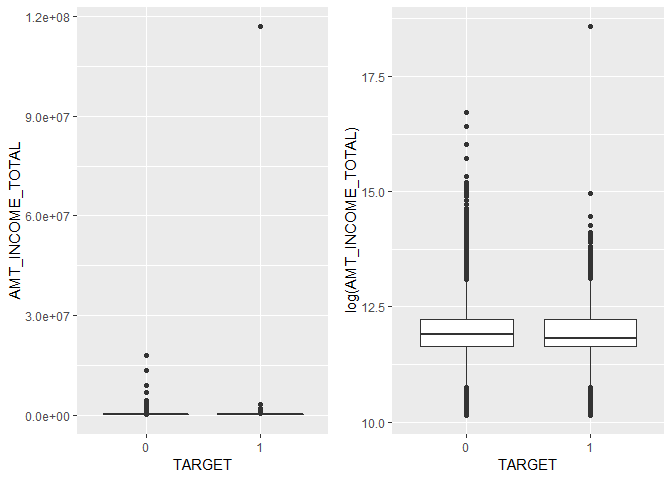 AMT_INCOME_TOTAL
1.2e+08
9.0e+07
6.0e+07
3.0e+07
0.0e+00
0 1
TARGET
log(AMT_INCOME_TOTAL)
17.5
15.0
12.5
10.0
0 1
TARGET